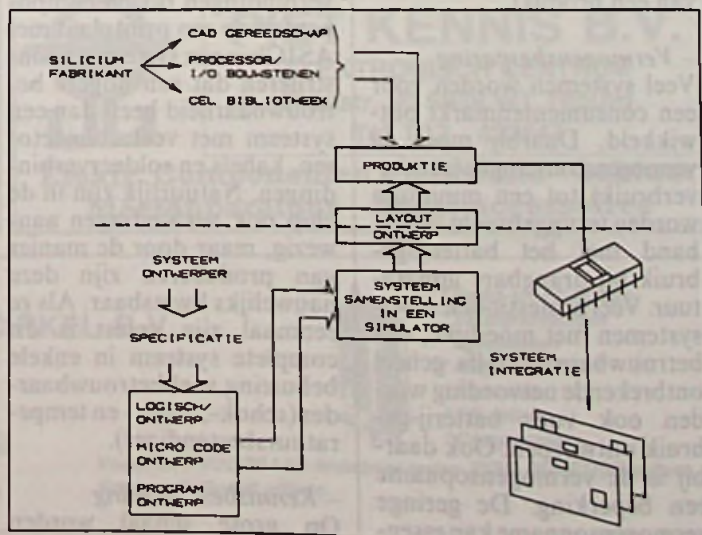 SILICIUM
FABRIKANT
CAD GEREEDSCHAP
PROCESSOR/
I/O BOUWSTENEN
CEL BIBLIOTHEEK
PRODUKTIE
LAYOUT
ONTWERP
SYSTEEM
ONTWERPER
SYSTEEM
SAMENSTELLING
IN EEN
SIMULATOR
SPECIFICATIE
LOGISCH/
ONTWERP
MICRO CODE
ONTWERP
PROGRAM
ONTWERP
SYSTEEM
INTEGRATIE